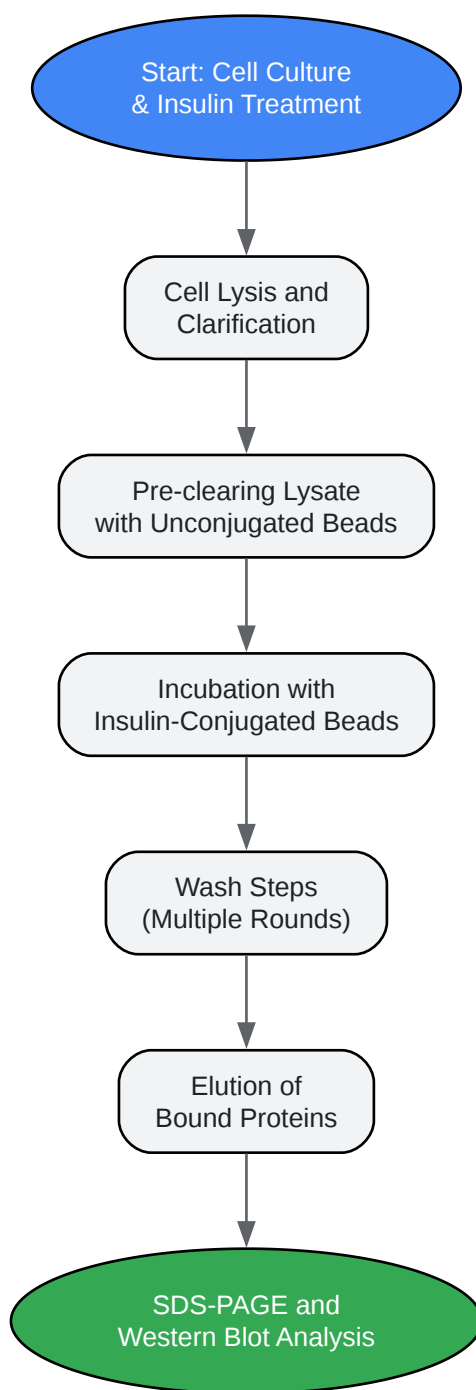 Start: Cell Culture
& Insulin Treatment
Cell Lysis and
Clarification
Pre-clearing Lysate
with Unconjugated Beads
Incubation with
Insulin-Conjugated Beads
Wash Steps
(Multiple Rounds)
Elution of
Bound Proteins
SDS-PAGE and
Western Blot Analysis